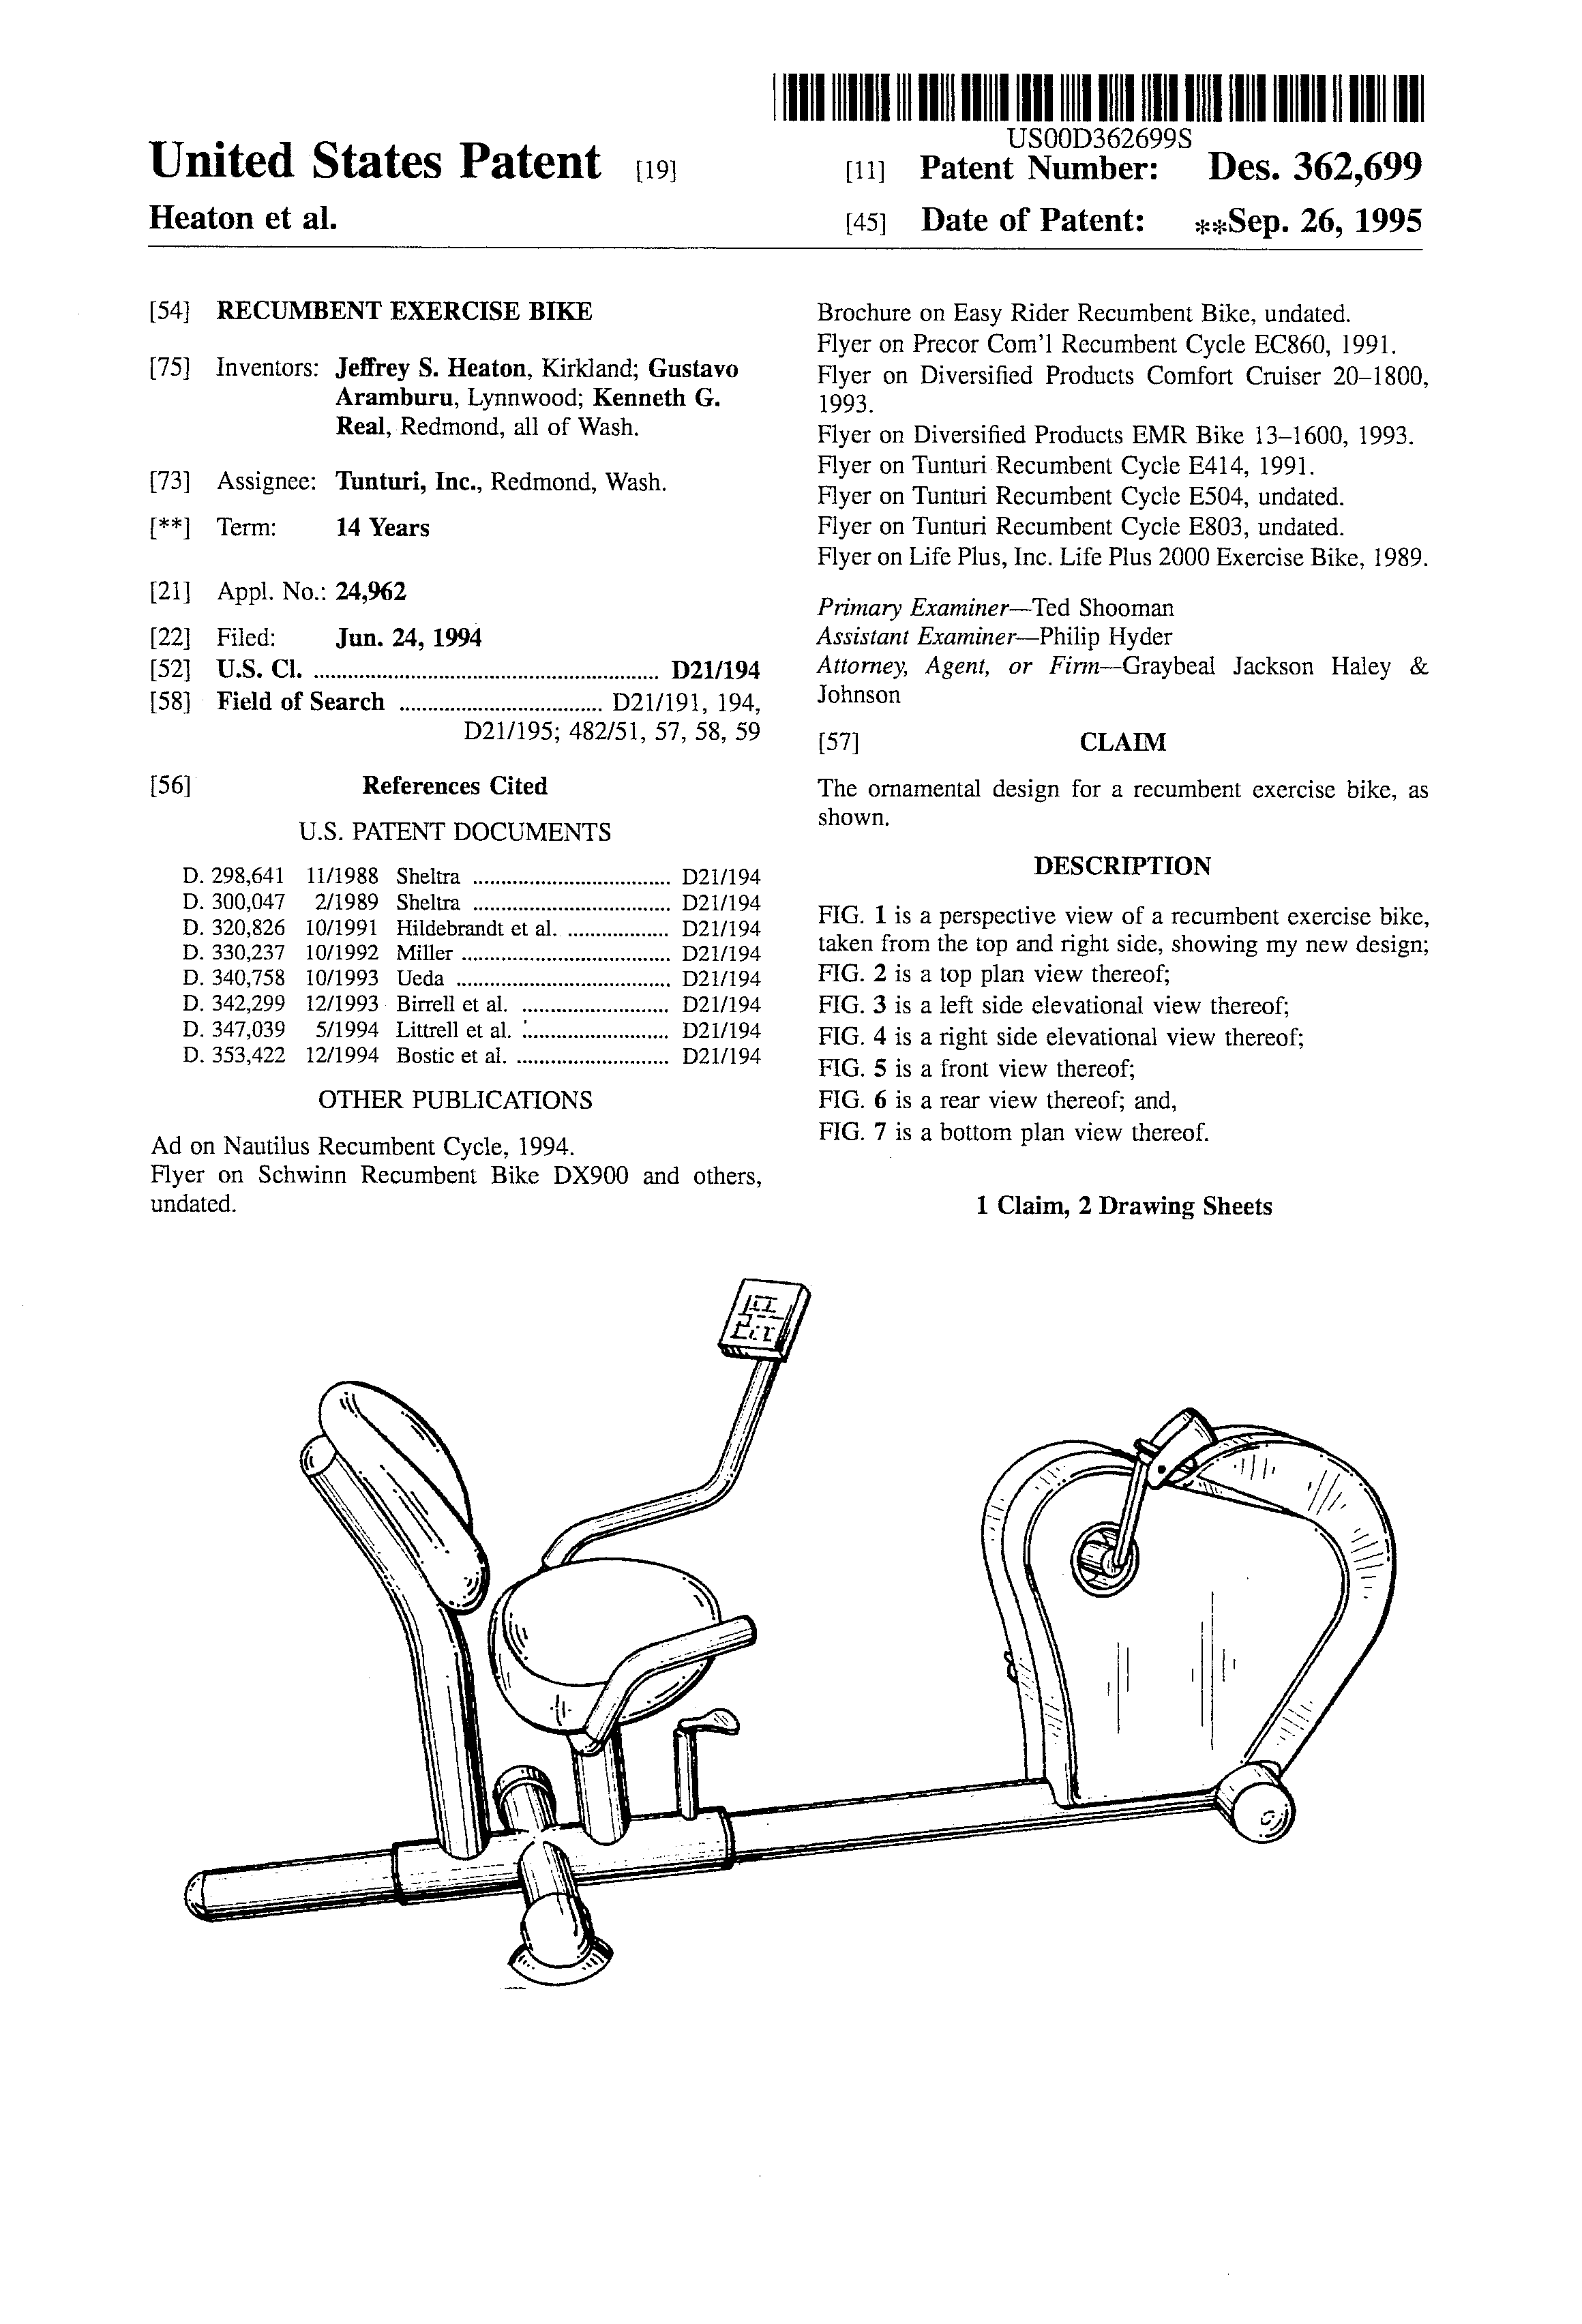 US00D362699S
United States Patent [19]
Heaton et al.
[11] Patent Number: Des. 362,699
[45] Date of Patent: **Sep. 26, 1995
[54] RECUMBENT EXERCISE BIKE
[75] Inventors: Jeffrey S. Heaton, Kirkland; Gustavo
Aramburu, Lynnwood; Kenneth G.
Real, Redmond, all of Wash.
[73] Assignee: Tunturi, Inc., Redmond, Wash.
[**] Term: 14 Years
[21] Appl. No.: 24,962
[22] Filed: Jun. 24, 1994
[52] U.S. Cl. .......... D21/194
[58] Field of Search .......... D21/191, 194,
D21/195; 482/51, 57, 58, 59
[56] References Cited
U.S. PATENT DOCUMENTS
D. 298,641 11/1988 Sheltra .......... D21/194
D. 300,047 2/1989 Sheltra .......... D21/194
D. 320,826 10/1991 Hildebrandt et al. .......... D21/194
D. 330,237 10/1992 Miller .......... D21/194
D. 340,758 10/1993 Ueda .......... D21/194
D. 342,299 12/1993 Birrell et al. .......... D21/194
D. 347,039 5/1994 Littrell et al. .......... D21/194
D. 353,422 12/1994 Bostic et al. .......... D21/194
OTHER PUBLICATIONS
Ad on Nautilus Recumbent Cycle, 1994.
Flyer on Schwinn Recumbent Bike DX900 and others,
undated.
Brochure on Easy Rider Recumbent Bike, undated.
Flyer on Precor Com'l Recumbent Cycle EC860, 1991.
Flyer on Diversified Products Comfort Cruiser 20–1800,
1993.
Flyer on Diversified Products EMR Bike 13–1600, 1993.
Flyer on Tunturi Recumbent Cycle E414, 1991.
Flyer on Tunturi Recumbent Cycle E504, undated.
Flyer on Tunturi Recumbent Cycle E803, undated.
Flyer on Life Plus, Inc. Life Plus 2000 Exercise Bike, 1989.
Primary Examiner—Ted Shooman
Assistant Examiner—Philip Hyder
Attorney, Agent, or Firm—Graybeal Jackson Haley &
Johnson
[57] CLAIM
The ornamental design for a recumbent exercise bike, as
shown.
DESCRIPTION
FIG. 1 is a perspective view of a recumbent exercise bike,
taken from the top and right side, showing my new design;
FIG. 2 is a top plan view thereof;
FIG. 3 is a left side elevational view thereof;
FIG. 4 is a right side elevational view thereof;
FIG. 5 is a front view thereof;
FIG. 6 is a rear view thereof; and,
FIG. 7 is a bottom plan view thereof.
1 Claim, 2 Drawing Sheets